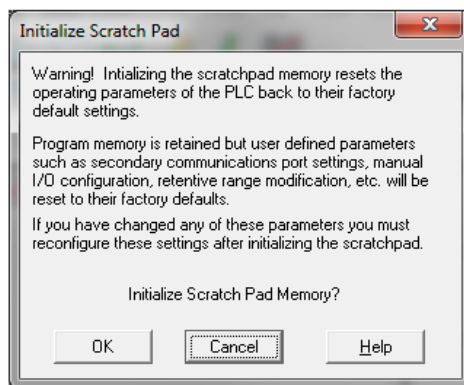 Initialize Scratch Pad
Warning! Intializing the scratchpad memory resets the
operating parameters of the PLC back to their factory
default settings.
Program memory is retained but user defined parameters
such as secondary communications port settings, manual
I/O configuration, retentive range modification, etc. will be
reset to their factory defaults.
If you have changed any of these parameters you must
reconfigure these settings after initializing the scratchpad.
Initialize Scratch Pad Memory?
OK Cancel Help